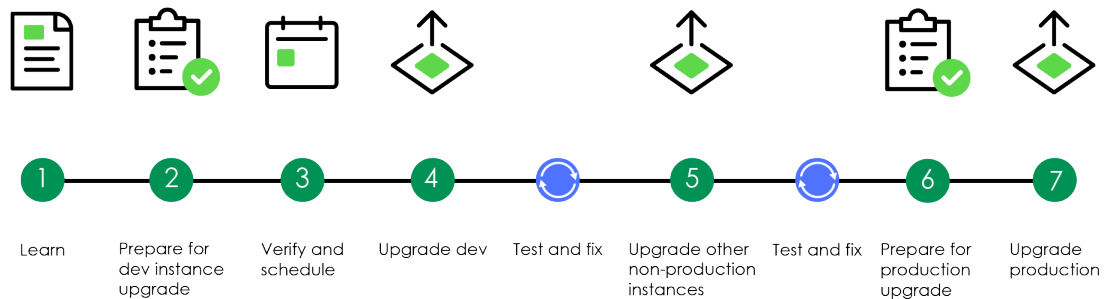 1
2
3
4
5
6
7
Learn
Prepare for
dev instance
upgrade
Verify and
schedule
Upgrade dev
Test and fix
Upgrade other
non-production
instances
Test and fix
Prepare for
production
upgrade
Upgrade
production